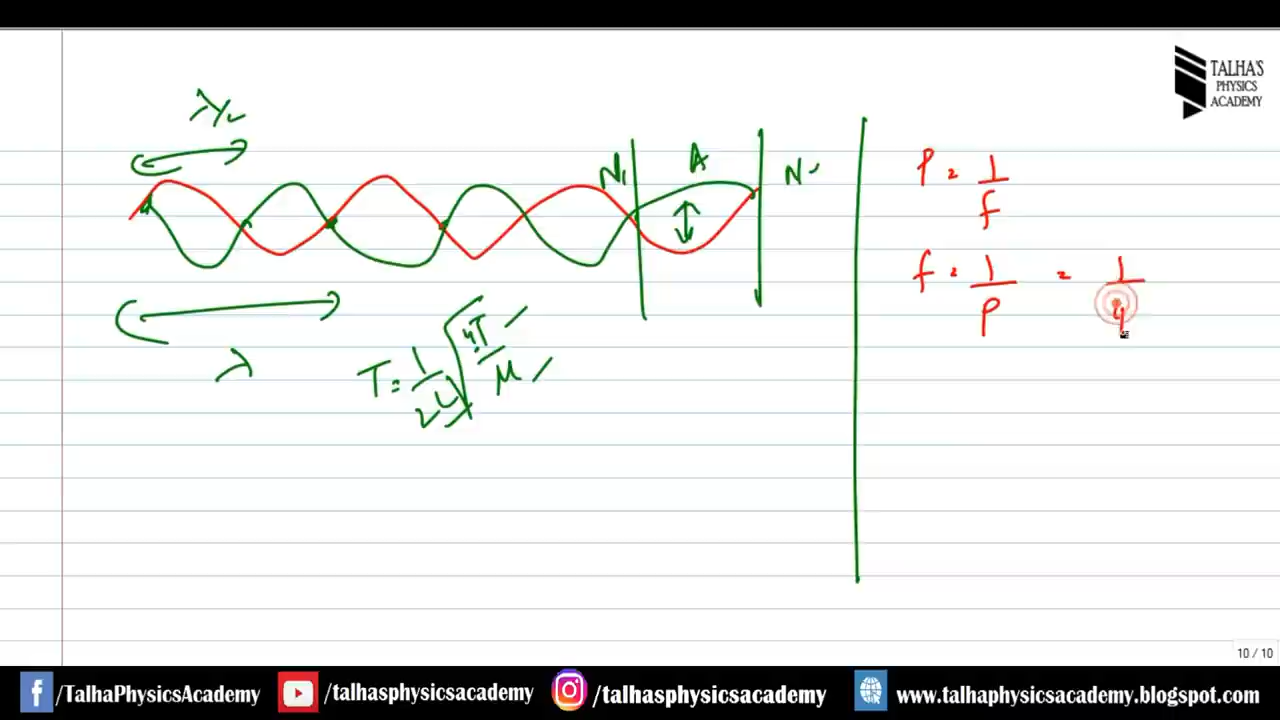 TALHA'S
PHYSICS
ACADEMY
λ/2
N₁ A N
λ
T = 1/2L √4T/μ
P = 1/f
f = 1/P = 1/4
10 / 10
/TalhaPhysicsAcademy /talhasphysicsacademy /talhasphysicsacademy www.talhaphysicsacademy.blogspot.com